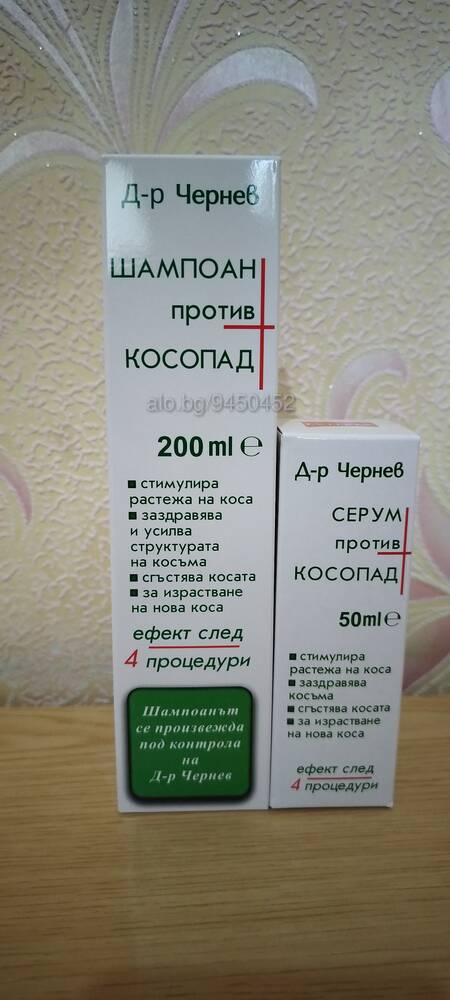 Д-р Чернев
ШАМПОАН
против
КОСОПАД
alo.bg/9450452
200 ml e
■ стимулира
растежа на коса
■ заздравява
и усилва
структурата
на косъма
■ сгъстява косата
■ за израстване
на нова коса
ефект след
4 процедури
Шампоанът
се произвежда
под контрола
на
Д-р Чернев
Д-р Чернев
СЕРУМ
против
КОСОПАД
50ml e
■ стимулира
растежа на коса
■ заздравява
косъма
■ сгъстява косата
■ за израстване
на нова коса
ефект след
4 процедури